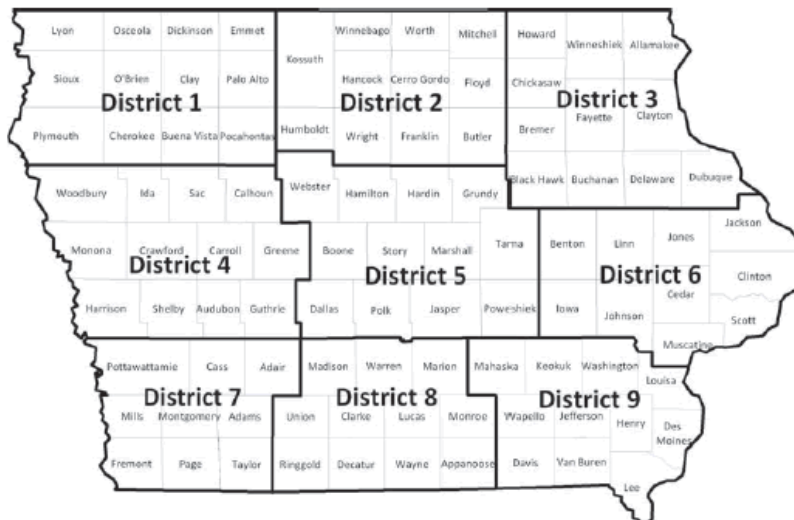 Lyon Osceola Dickinson Emmet Winnebago Worth Mitchell Howard Winneshiek Allamakee
Kossuth
Sioux O'Brien Clay Palo Alto Hancock Cerro Gordo Floyd Chickasaw
District 1 District 2 District 3
Fayette Clayton
Plymouth Cherokee Buena Vista Pocahontas Humboldt Wright Franklin Butler Bremer
Black Hawk Buchanan Delaware Dubuque
Woodbury Ida Sac Calhoun Webster Hamilton Hardin Grundy
Jackson
Monona Crawford Carroll Greene Boone Story Marshall Tama Benton Linn Jones
District 4 District 5 District 6
Clinton
Cedar
Harrison Shelby Audubon Guthrie Dallas Polk Jasper Poweshiek Iowa Johnson Scott
Muscatine
Pottawattamie Cass Adair Madison Warren Marion Mahaska Keokuk Washington Louisa
District 7 District 8 District 9
Mills Montgomery Adams Union Clarke Lucas Monroe Wapello Jefferson Henry Des
Moines
Fremont Page Taylor Ringgold Decatur Wayne Appanoose Davis Van Buren
Lee